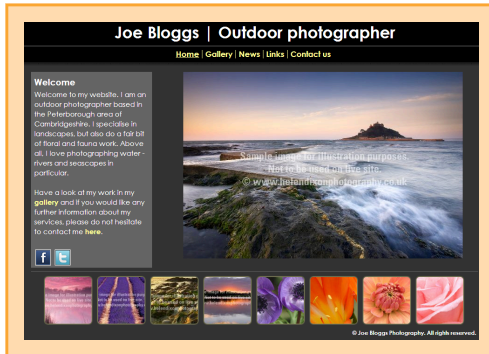 Joe Bloggs | Outdoor photographer
Home | Gallery | News | Links | Contact us
Welcome
Welcome to my website. I am an
outdoor photographer based in
the Peterborough area of
Cambridgeshire. I specialise in
landscapes, but also do a fair bit
of floral and fauna work. Above
all, I love photographing water -
rivers and seascapes in
particular.
Have a look at my work in my
gallery and if you would like any
further information about my
services, please do not hesitate
to contact me here.
Sample image for illustration purposes.
Not to be used on live site.
© www.helendixonphotography.co.uk
© Joe Bloggs Photography. All rights reserved.